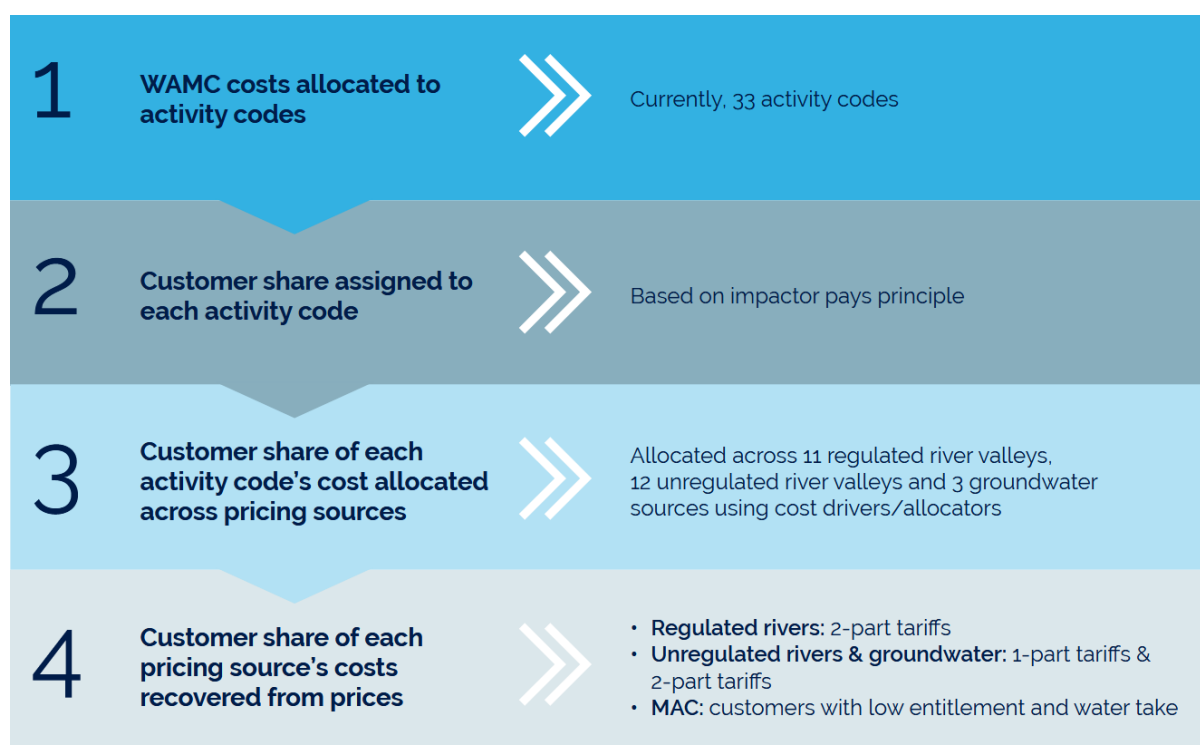 1
WAMC costs allocated to
activity codes
Currently, 33 activity codes
2
Customer share assigned to
each activity code
Based on impactor pays principle
3
Customer share of each
activity code's cost allocated
across pricing sources
Allocated across 11 regulated river valleys,
12 unregulated river valleys and 3 groundwater
sources using cost drivers/allocators
4
Customer share of each
pricing source's costs
recovered from prices
• Regulated rivers: 2-part tariffs
• Unregulated rivers & groundwater: 1-part tariffs &
2-part tariffs
• MAC: customers with low entitlement and water take